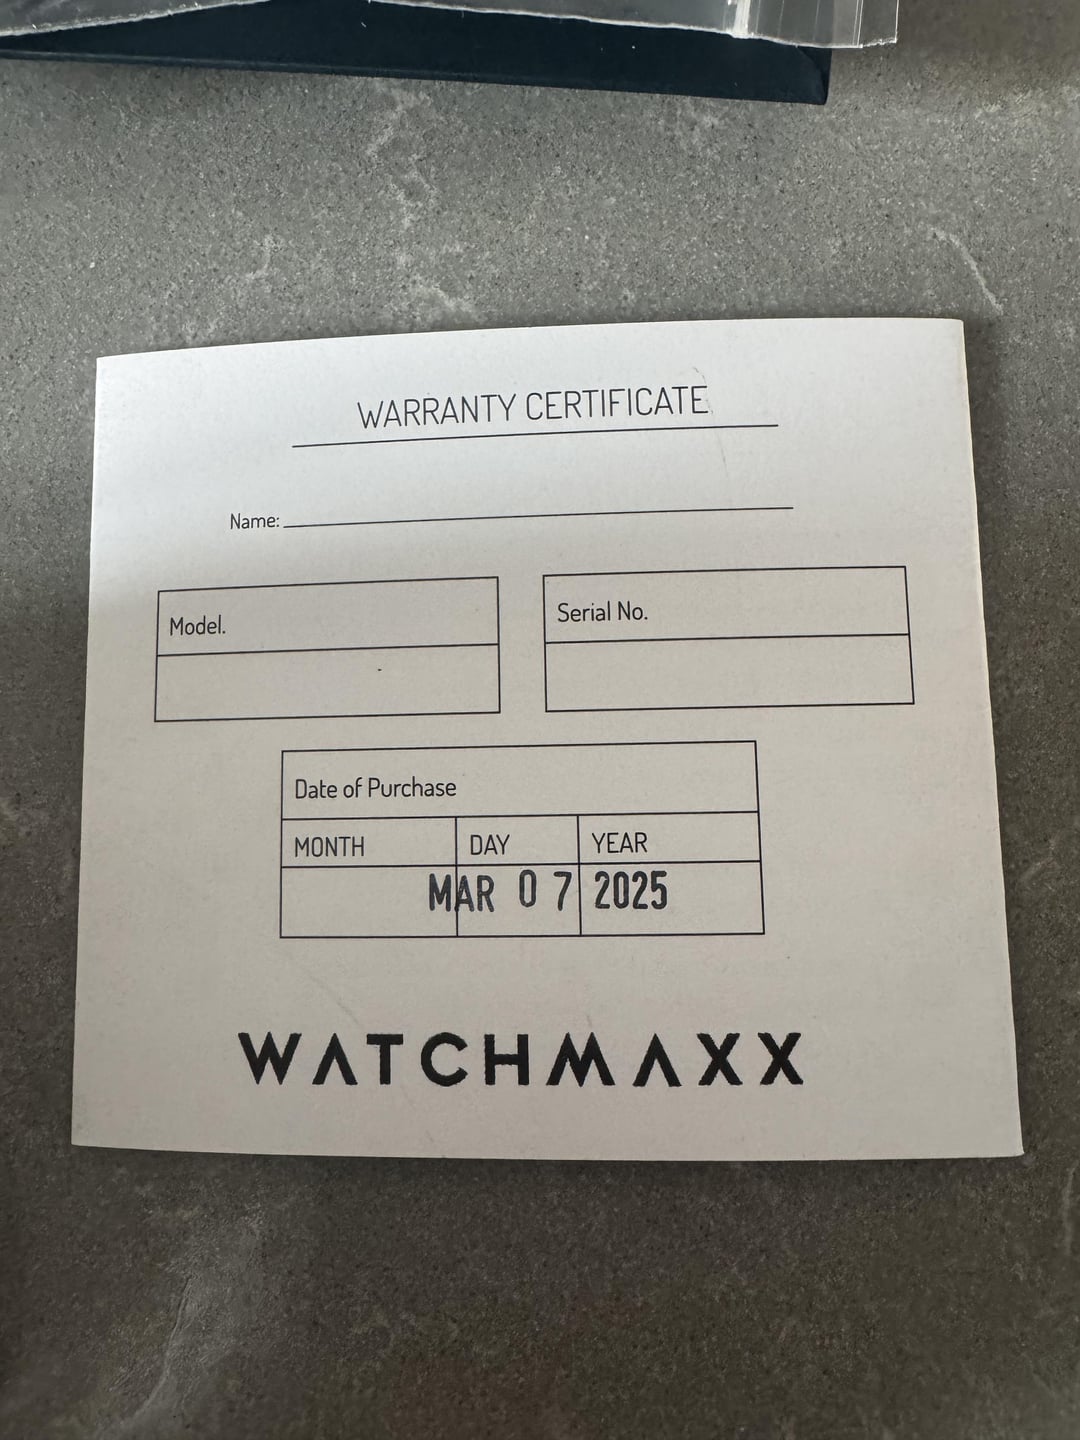 WARRANTY CERTIFICATE
Name:
Model.
Serial No.
Date of Purchase
MONTH DAY YEAR
MAR 07 2025
WATCHMAXX